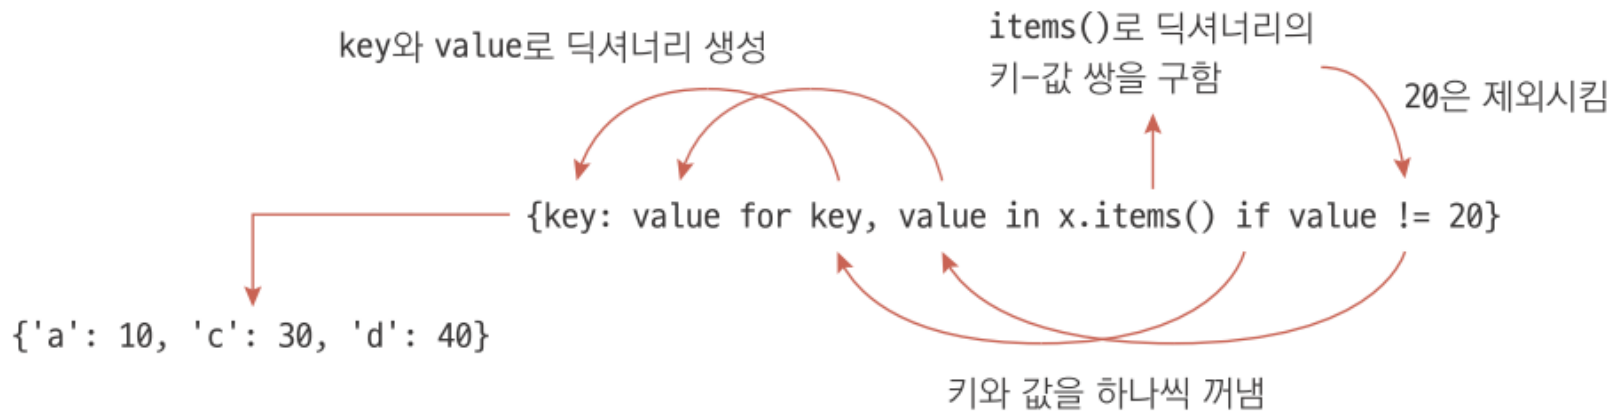 key와 value로 딕셔너리 생성
items()로 딕셔너리의
키-값 쌍을 구함
20은 제외시킴
{key: value for key, value in x.items() if value != 20}
{'a': 10, 'c': 30, 'd': 40}
키와 값을 하나씩 꺼냄